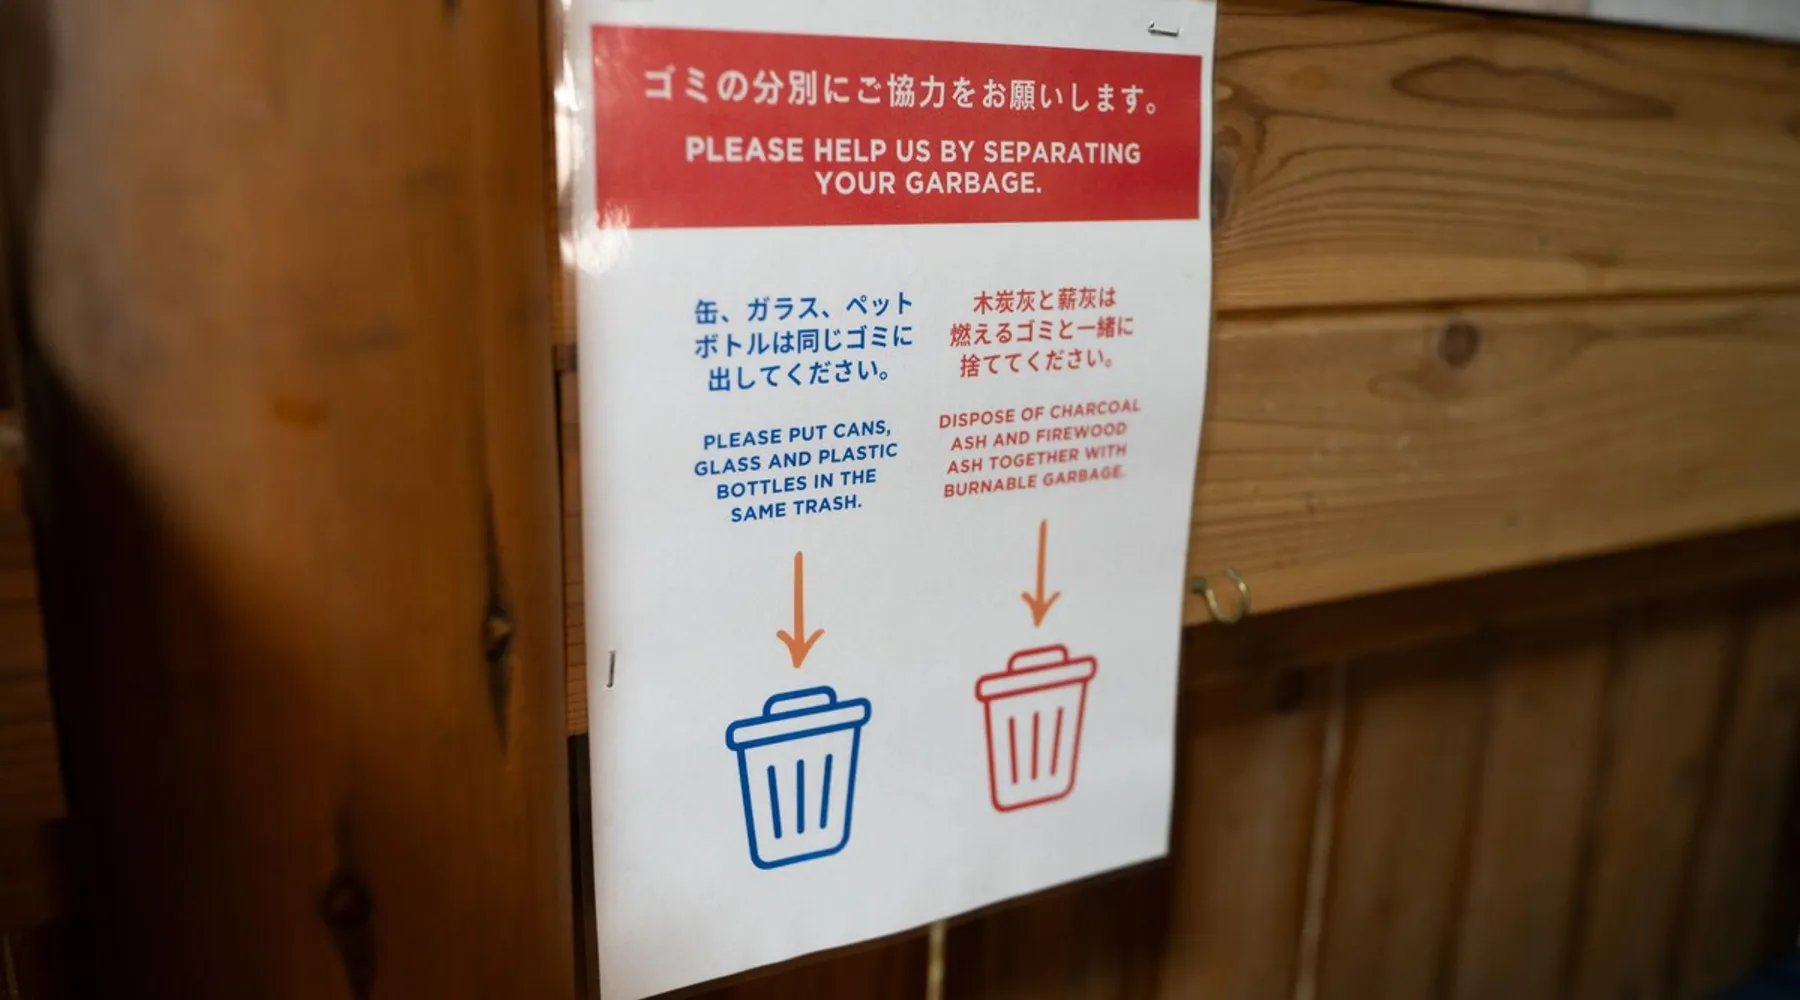 ゴミの分別にご協力をお願いします。
PLEASE HELP US BY SEPARATING
YOUR GARBAGE.
缶、ガラス、ペット
ボトルは同じゴミに
出してください。
PLEASE PUT CANS,
GLASS AND PLASTIC
BOTTLES IN THE
SAME TRASH.
木炭灰と薪灰は
燃えるゴミと一緒に
捨ててください。
DISPOSE OF CHARCOAL
ASH AND FIREWOOD
ASH TOGETHER WITH
BURNABLE GARBAGE.